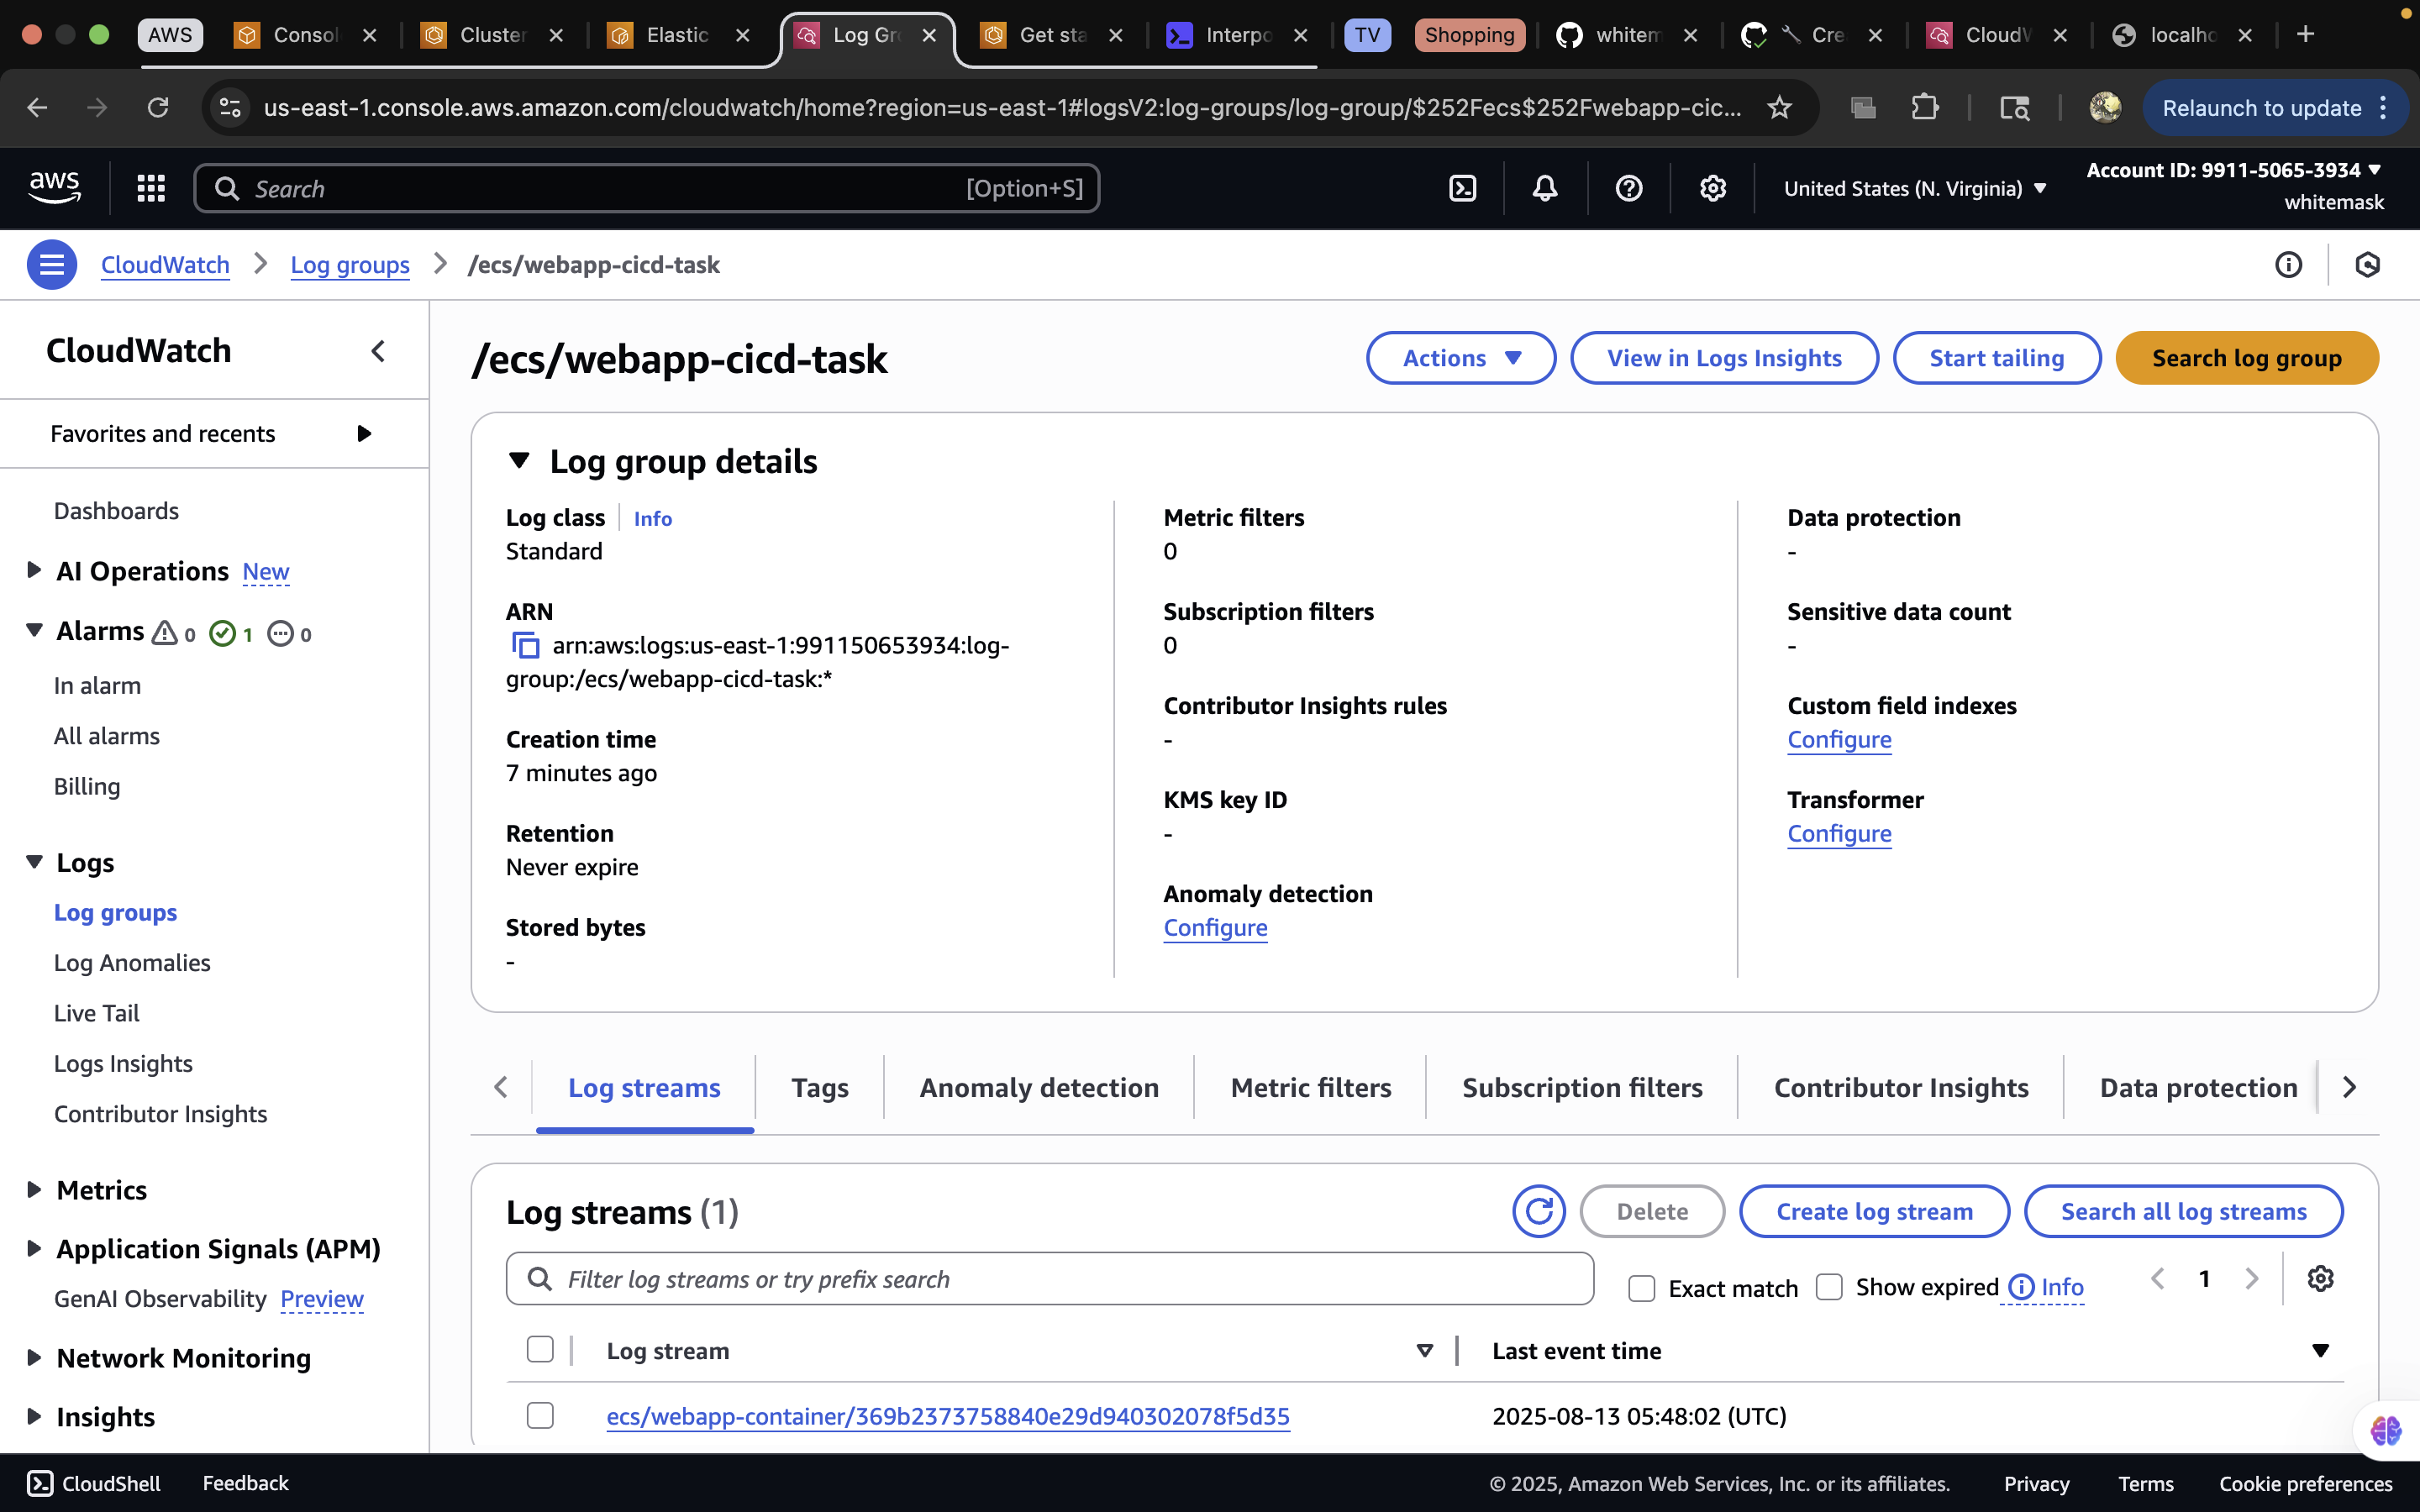 AWS
Consol
Cluster
Elastic
Log Gr
Get sta
Interpo
TV
Shopping
whitem
Cre
CloudW
localho
us-east-1.console.aws.amazon.com/cloudwatch/home?region=us-east-1#logsV2:log-groups/log-group/$252Fecs$252Fwebapp-cic...
Relaunch to update
aws
Search
[Option+S]
United States (N. Virginia)
Account ID: 9911-5065-3934
whitemask
CloudWatch
Log groups
/ecs/webapp-cicd-task
CloudWatch
Favorites and recents
Dashboards
AI Operations New
Alarms 0 1 0
In alarm
All alarms
Billing
Logs
Log groups
Log Anomalies
Live Tail
Logs Insights
Contributor Insights
Metrics
Application Signals (APM)
GenAI Observability Preview
Network Monitoring
Insights
/ecs/webapp-cicd-task
Actions
View in Logs Insights
Start tailing
Search log group
Log group details
Log class Info
Standard
ARN
arn:aws:logs:us-east-1:991150653934:log-
group:/ecs/webapp-cicd-task:*
Creation time
7 minutes ago
Retention
Never expire
Stored bytes
-
Metric filters
0
Subscription filters
0
Contributor Insights rules
-
KMS key ID
-
Anomaly detection
Configure
Data protection
-
Sensitive data count
-
Custom field indexes
Configure
Transformer
Configure
Log streams
Tags
Anomaly detection
Metric filters
Subscription filters
Contributor Insights
Data protection
Log streams (1)
Delete
Create log stream
Search all log streams
Filter log streams or try prefix search
Exact match
Show expired
Info
1
Log stream
Last event time
ecs/webapp-container/369b2373758840e29d940302078f5d35
2025-08-13 05:48:02 (UTC)
CloudShell
Feedback
© 2025, Amazon Web Services, Inc. or its affiliates.
Privacy
Terms
Cookie preferences